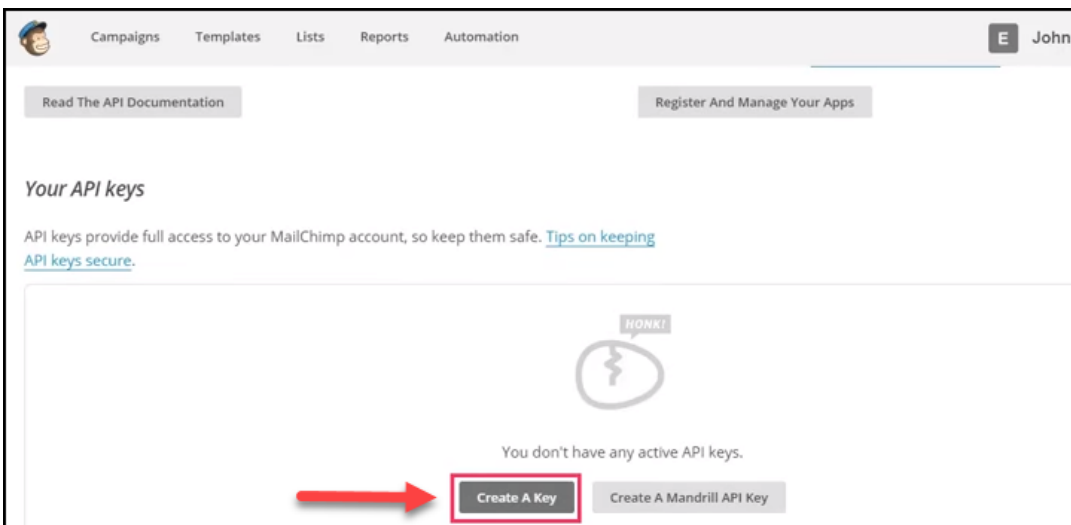 Campaigns Templates Lists Reports Automation E John
Read The API Documentation Register And Manage Your Apps
Your API keys
API keys provide full access to your MailChimp account, so keep them safe. Tips on keeping
API keys secure.
HONK!
You don't have any active API keys.
Create A Key Create A Mandrill API Key